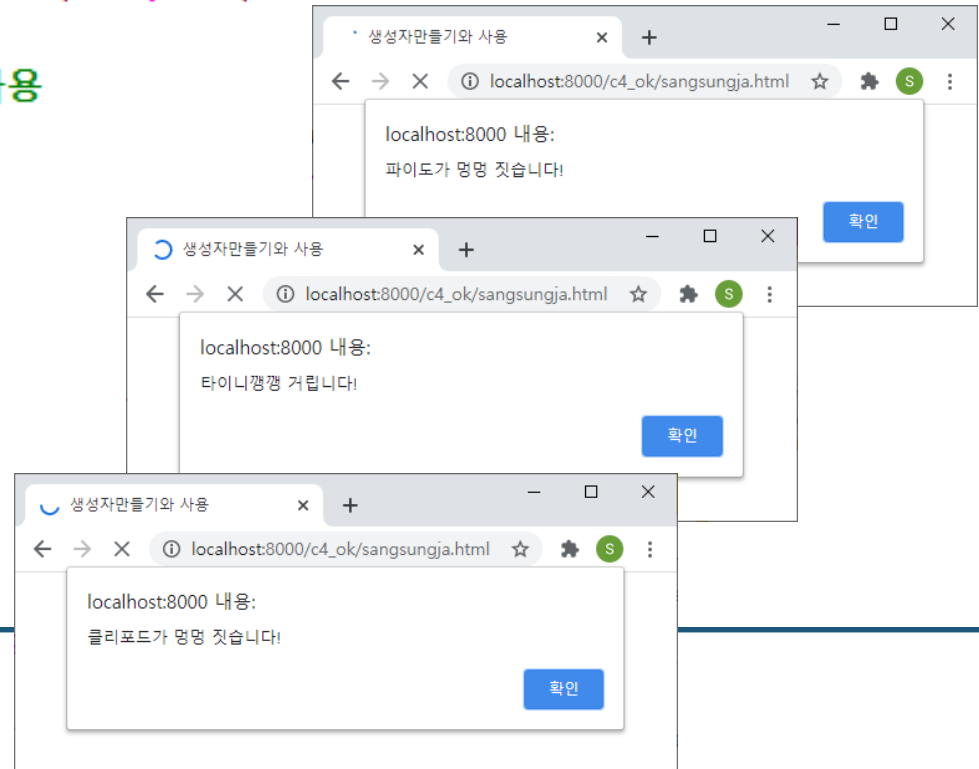 사용
생성자만들기와 사용
localhost:8000/c4_ok/sangsungja.html
S
localhost:8000 내용:
파이도가 멍멍 짓습니다!
확인
생성자만들기와 사용
localhost:8000/c4_ok/sangsungja.html
S
localhost:8000 내용:
타이니깽깽 거립니다!
확인
생성자만들기와 사용
localhost:8000/c4_ok/sangsungja.html
S
localhost:8000 내용:
클리포드가 멍멍 짓습니다!
확인